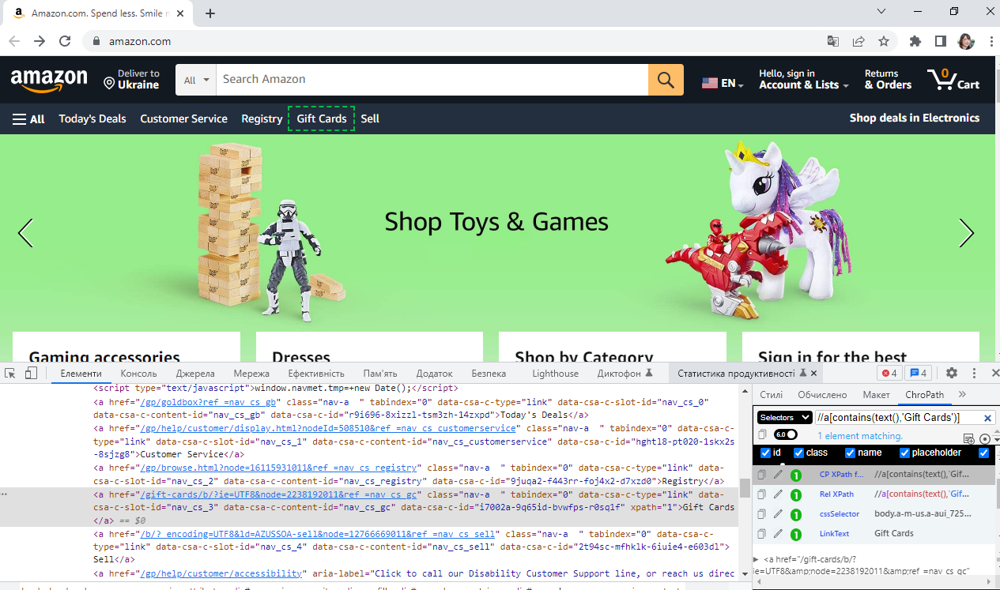 Amazon.com. Spend less. Smile
amazon.com
amazon
Deliver to
Ukraine
All
Search Amazon
EN
Hello, sign in
Account & Lists
Returns
& Orders
0
Cart
All
Today's Deals
Customer Service
Registry
Gift Cards
Sell
Shop deals in Electronics
Shop Toys & Games
Gaming accessories
Dresses
Shop by Category
Sign in for the best
Елементи
Консоль
Джерела
Мережа
Ефективність
Пам'ять
Додаток
Безпека
Lighthouse
Диктофон
Статистика продуктивності
4
4
<script type="text/javascript">window.navmet.tmp=+new Date();</script>
<a href="/gp/goldbox?ref_=nav_cs_gb" class="nav-a  " tabindex="0" data-csa-c-type="link" data-csa-c-slot-id="nav_cs_0"
data-csa-c-content-id="nav_cs_gb" data-csa-c-id="r9i696-8xizzl-tsm3zh-14zxpd">Today's Deals</a>
<a href="/gp/help/customer/display.html?nodeId=508510&ref_=nav_cs_customerservice" class="nav-a  " tabindex="0" data-csa-c-
type="link" data-csa-c-slot-id="nav_cs_1" data-csa-c-content-id="nav_cs_customerservice" data-csa-c-id="hght18-pt020-1skx2s
-8sjzg8">Customer Service</a>
<a href="/gp/browse.html?node=16115931011&ref_=nav_cs_registry" class="nav-a  " tabindex="0" data-csa-c-type="link" data-
csa-c-slot-id="nav_cs_2" data-csa-c-content-id="nav_cs_registry" data-csa-c-id="9juqa2-f443rr-foj4x2-d7xzd0">Registry</a>
<a href="/gift-cards/b/?ie=UTF8&node=2238192011&ref_=nav_cs_gc" class="nav-a  " tabindex="0" data-csa-c-type="link" data-
csa-c-slot-id="nav_cs_3" data-csa-c-content-id="nav_cs_gc" data-csa-c-id="i7002a-9q65id-bvwfps-r0sq1f" xpath="1">Gift Cards
</a> == $0
<a href="/b/?_encoding=UTF8&ld=AZUSSOA-sell&node=12766669011&ref_=nav_cs_sell" class="nav-a  " tabindex="0" data-csa-c-
type="link" data-csa-c-slot-id="nav_cs_4" data-csa-c-content-id="nav_cs_sell" data-csa-c-id="2t94sc-mfhklk-6iuie4-e603dl">
Sell</a>
<a href="/gp/help/customer/accessibility" aria-label="Click to call our Disability Customer Support line, or reach us direc
Стилі
Обчислено
Макет
ChroPath
Selectors
//a[contains(text(),'Gift Cards')]
6.0
1 element matching.
id
class
name
placeholder
1
CP XPath f...
//a[contains(text(),'Gif...
1
Rel XPath
//a[contains(text(),'Gif...
1
cssSelector
body.a-m-us.a-aui_725...
1
LinkText
Gift Cards
<a href="/gift-cards/b/?
ie=UTF8&amp;node=2238192011&amp;ref_=nav_cs_gc"